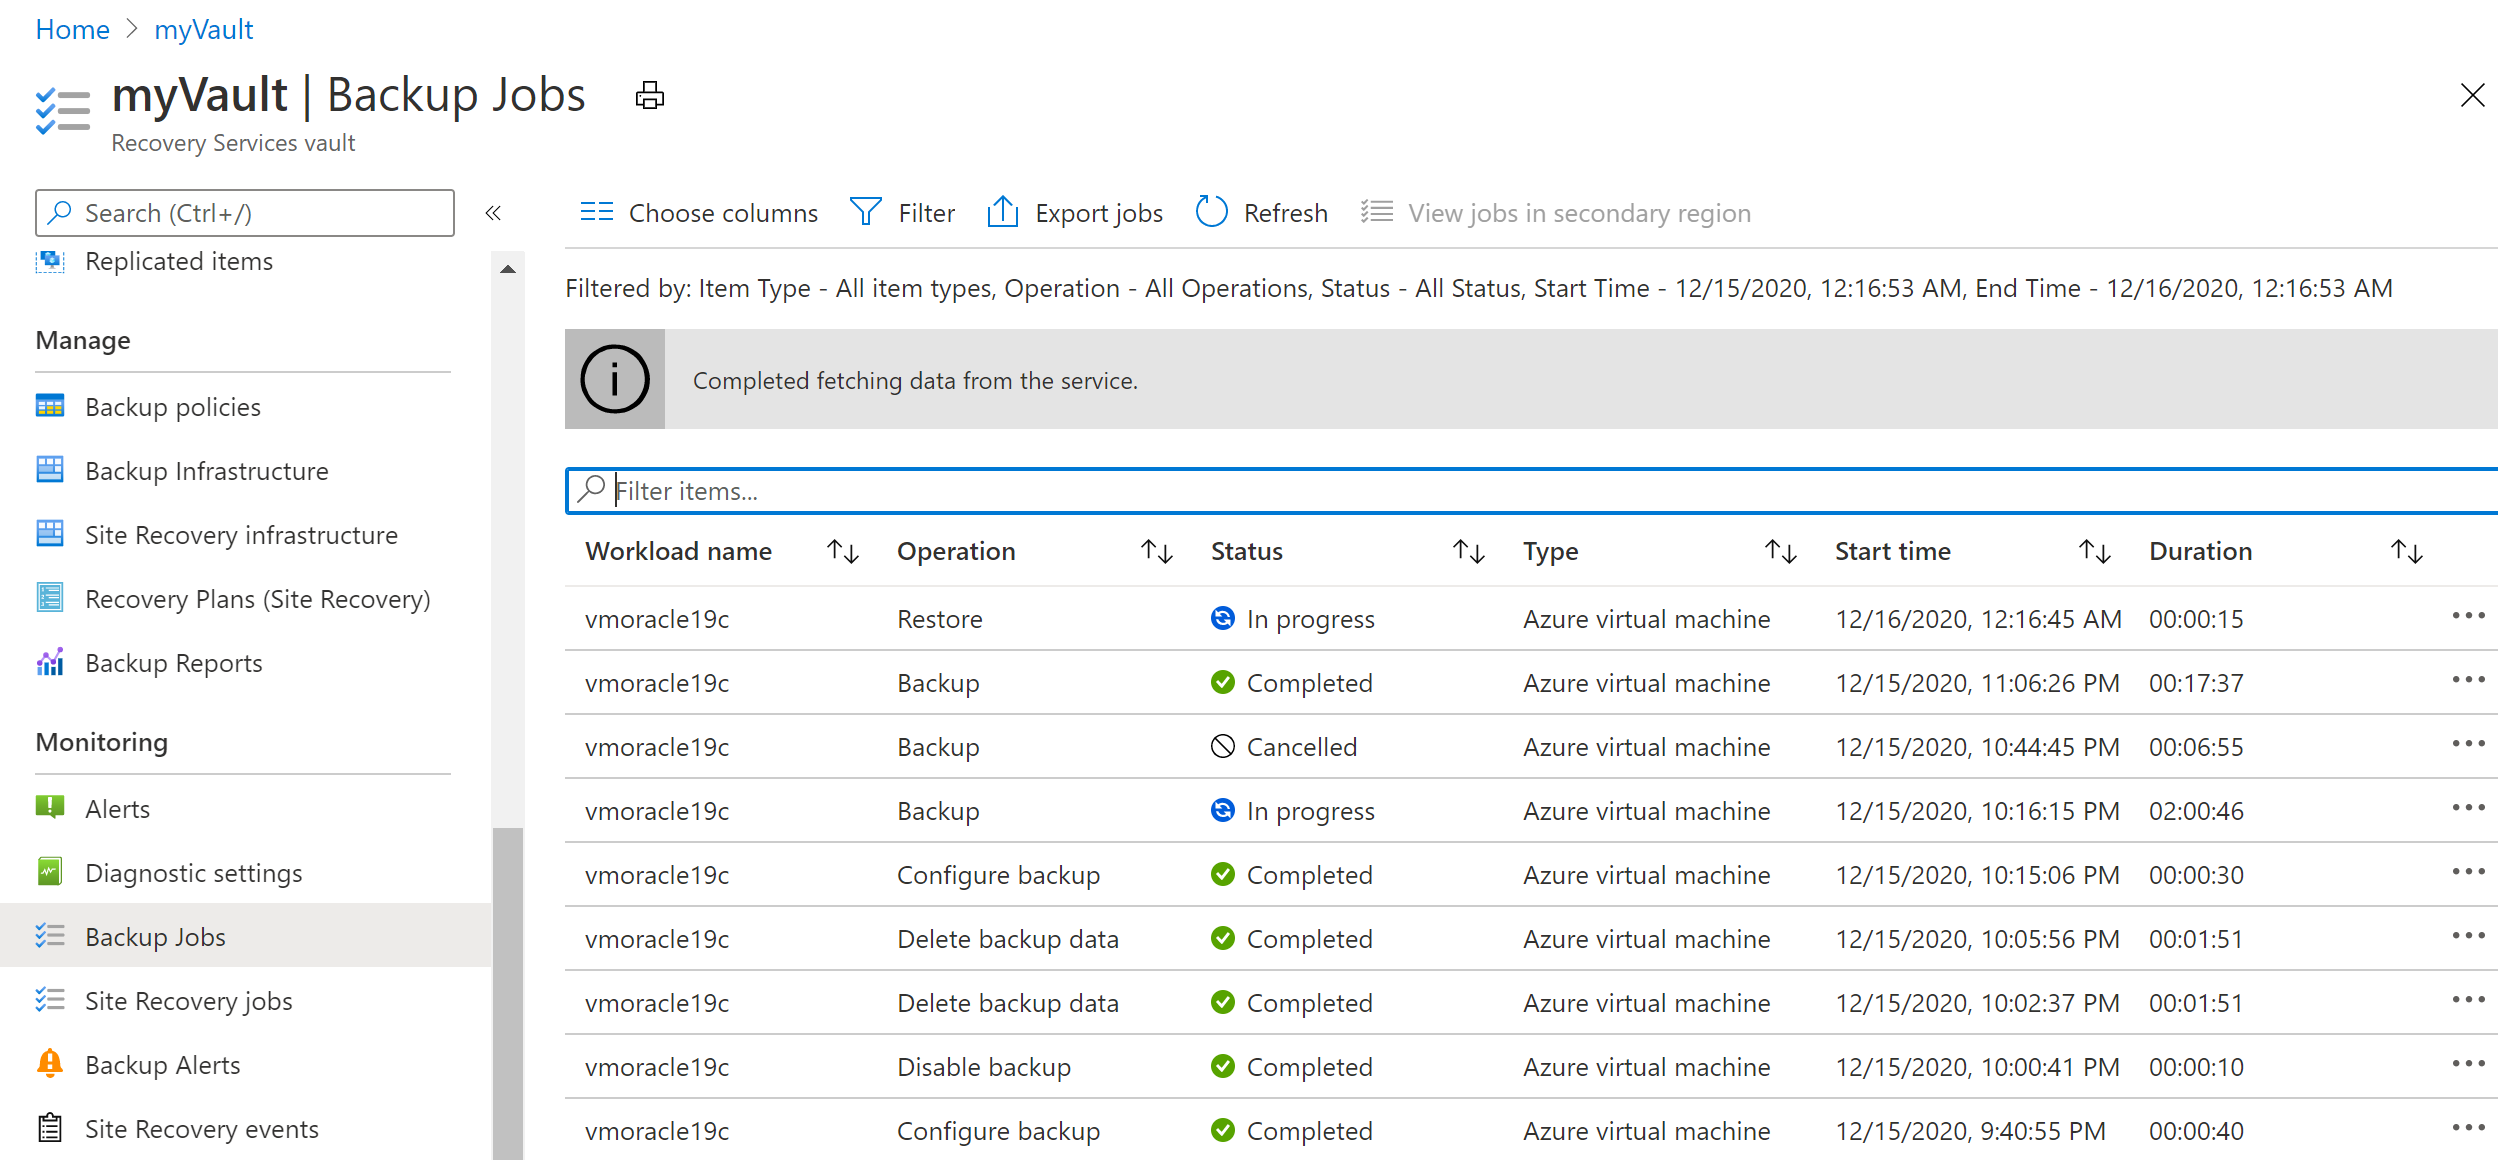 Home > myVault
myVault | Backup Jobs
Recovery Services vault
Search (Ctrl+/)
Replicated items
Manage
Backup policies
Backup Infrastructure
Site Recovery infrastructure
Recovery Plans (Site Recovery)
Backup Reports
Monitoring
Alerts
Diagnostic settings
Backup Jobs
Site Recovery jobs
Backup Alerts
Site Recovery events
Choose columns Filter Export jobs Refresh View jobs in secondary region
Filtered by: Item Type - All item types, Operation - All Operations, Status - All Status, Start Time - 12/15/2020, 12:16:53 AM, End Time - 12/16/2020, 12:16:53 AM
Completed fetching data from the service.
Filter items...
Workload name Operation Status Type Start time Duration
vmoracle19c Restore In progress Azure virtual machine 12/16/2020, 12:16:45 AM 00:00:15
vmoracle19c Backup Completed Azure virtual machine 12/15/2020, 11:06:26 PM 00:17:37
vmoracle19c Backup Cancelled Azure virtual machine 12/15/2020, 10:44:45 PM 00:06:55
vmoracle19c Backup In progress Azure virtual machine 12/15/2020, 10:16:15 PM 02:00:46
vmoracle19c Configure backup Completed Azure virtual machine 12/15/2020, 10:15:06 PM 00:00:30
vmoracle19c Delete backup data Completed Azure virtual machine 12/15/2020, 10:05:56 PM 00:01:51
vmoracle19c Delete backup data Completed Azure virtual machine 12/15/2020, 10:02:37 PM 00:01:51
vmoracle19c Disable backup Completed Azure virtual machine 12/15/2020, 10:00:41 PM 00:00:10
vmoracle19c Configure backup Completed Azure virtual machine 12/15/2020, 9:40:55 PM 00:00:40